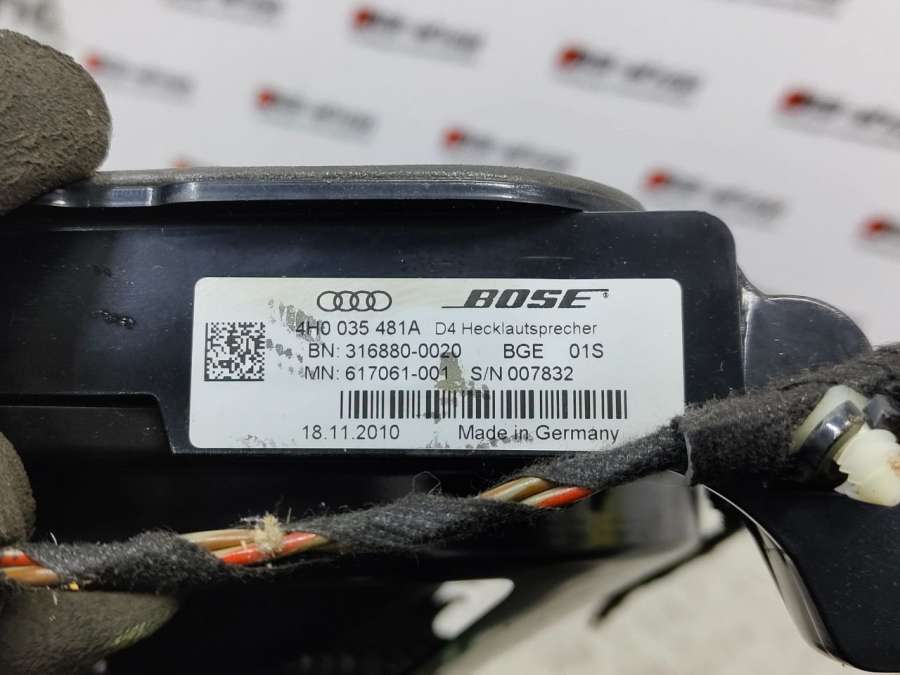 BOSE®
4H0 035 481A D4 Hecklautsprecher
BN: 316880-0020 BGE 01S
MN: 617061-001 S/N 007832
18.11.2010 Made in Germany